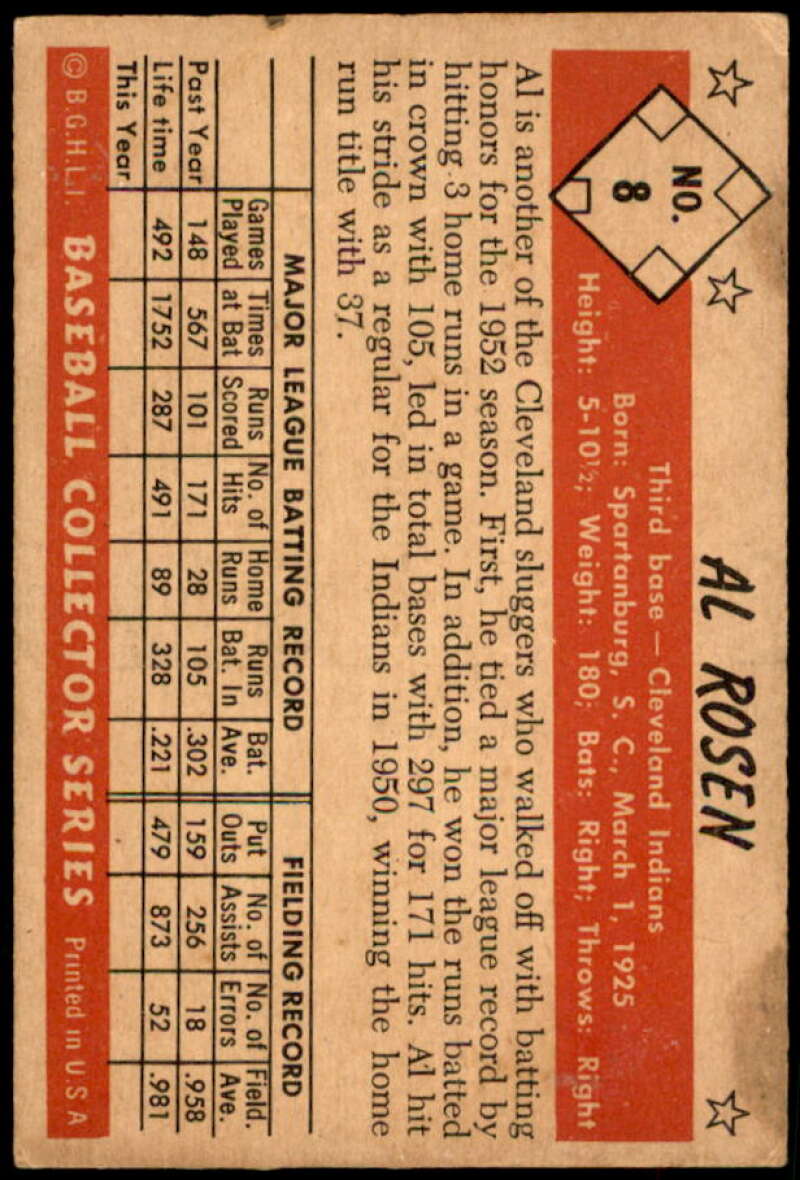 AL ROSEN
NO.
8
Third base — Cleveland Indians
Born: Spartanburg, S. C., March 1, 1925
Height: 5-10½; Weight: 180; Bats: Right; Throws: Right
Al is another of the Cleveland sluggers who walked off with batting
honors for the 1952 season. First, he tied a major league record by
hitting 3 home runs in a game. In addition, he won the runs batted
in crown with 105, led in total bases with 297 for 171 hits. Al hit
his stride as a regular for the Indians in 1950, winning the home
run title with 37.
MAJOR LEAGUE BATTING RECORD FIELDING RECORD
Games Times Runs No. of Home Runs Bat. Put No. of No. of Field.
Played at Bat Scored Hits Runs Bat. In Ave. Outs Assists Errors Ave.
Past Year 148 567 101 171 28 105 .302 159 256 18 .958
Life time 492 1752 287 491 89 328 .221 479 873 52 .981
This Year
© B.G.H.L.I. BASEBALL COLLECTOR SERIES Printed in U.S.A